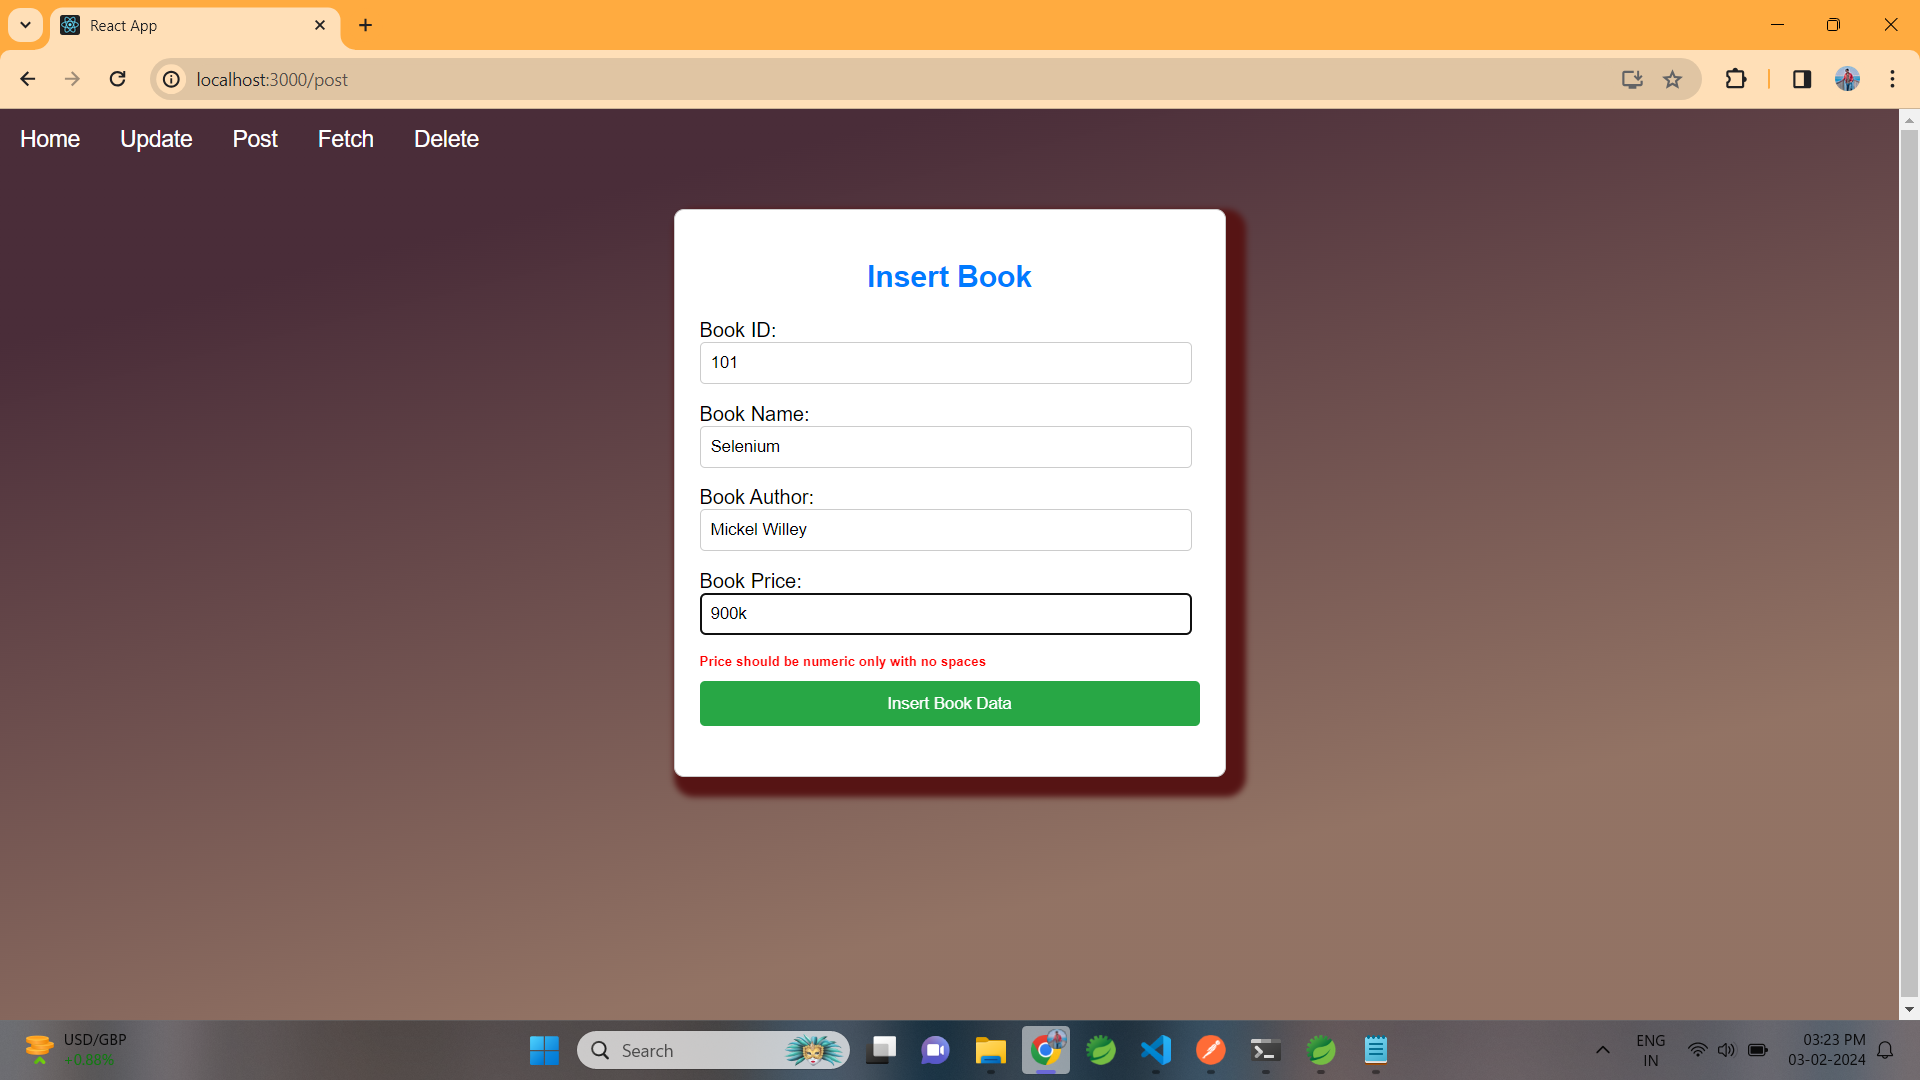 React App
localhost:3000/post
Home Update Post Fetch Delete
Insert Book
Book ID:
101
Book Name:
Selenium
Book Author:
Mickel Willey
Book Price:
900k
Price should be numeric only with no spaces
Insert Book Data
USD/GBP
+0.88%
Search
ENG
IN
03:23 PM
03-02-2024